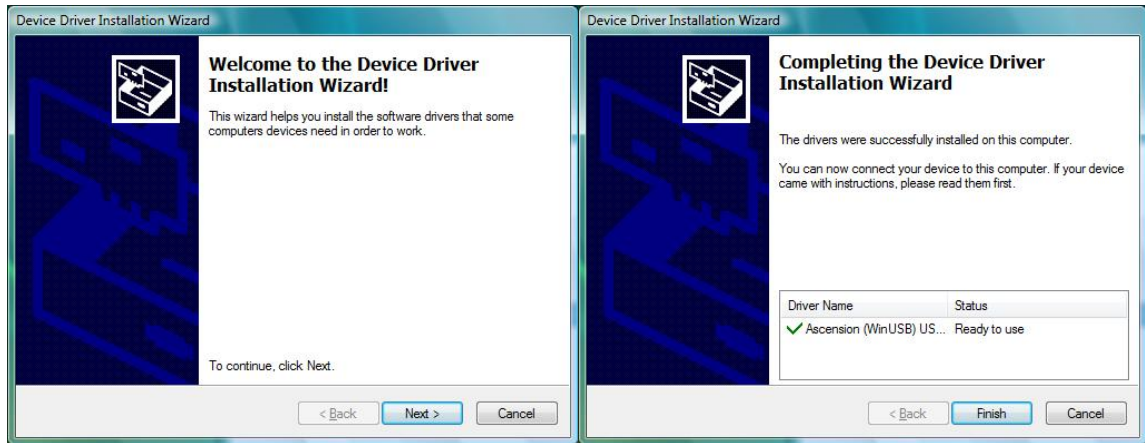 Device Driver Installation Wizard
Welcome to the Device Driver
Installation Wizard!
This wizard helps you install the software drivers that some
computers devices need in order to work.
To continue, click Next.
< Back
Next >
Cancel
Device Driver Installation Wizard
Completing the Device Driver
Installation Wizard
The drivers were successfully installed on this computer.
You can now connect your device to this computer. If your device
came with instructions, please read them first.
Driver Name Status
Ascension (WinUSB) US... Ready to use
< Back
Finish
Cancel